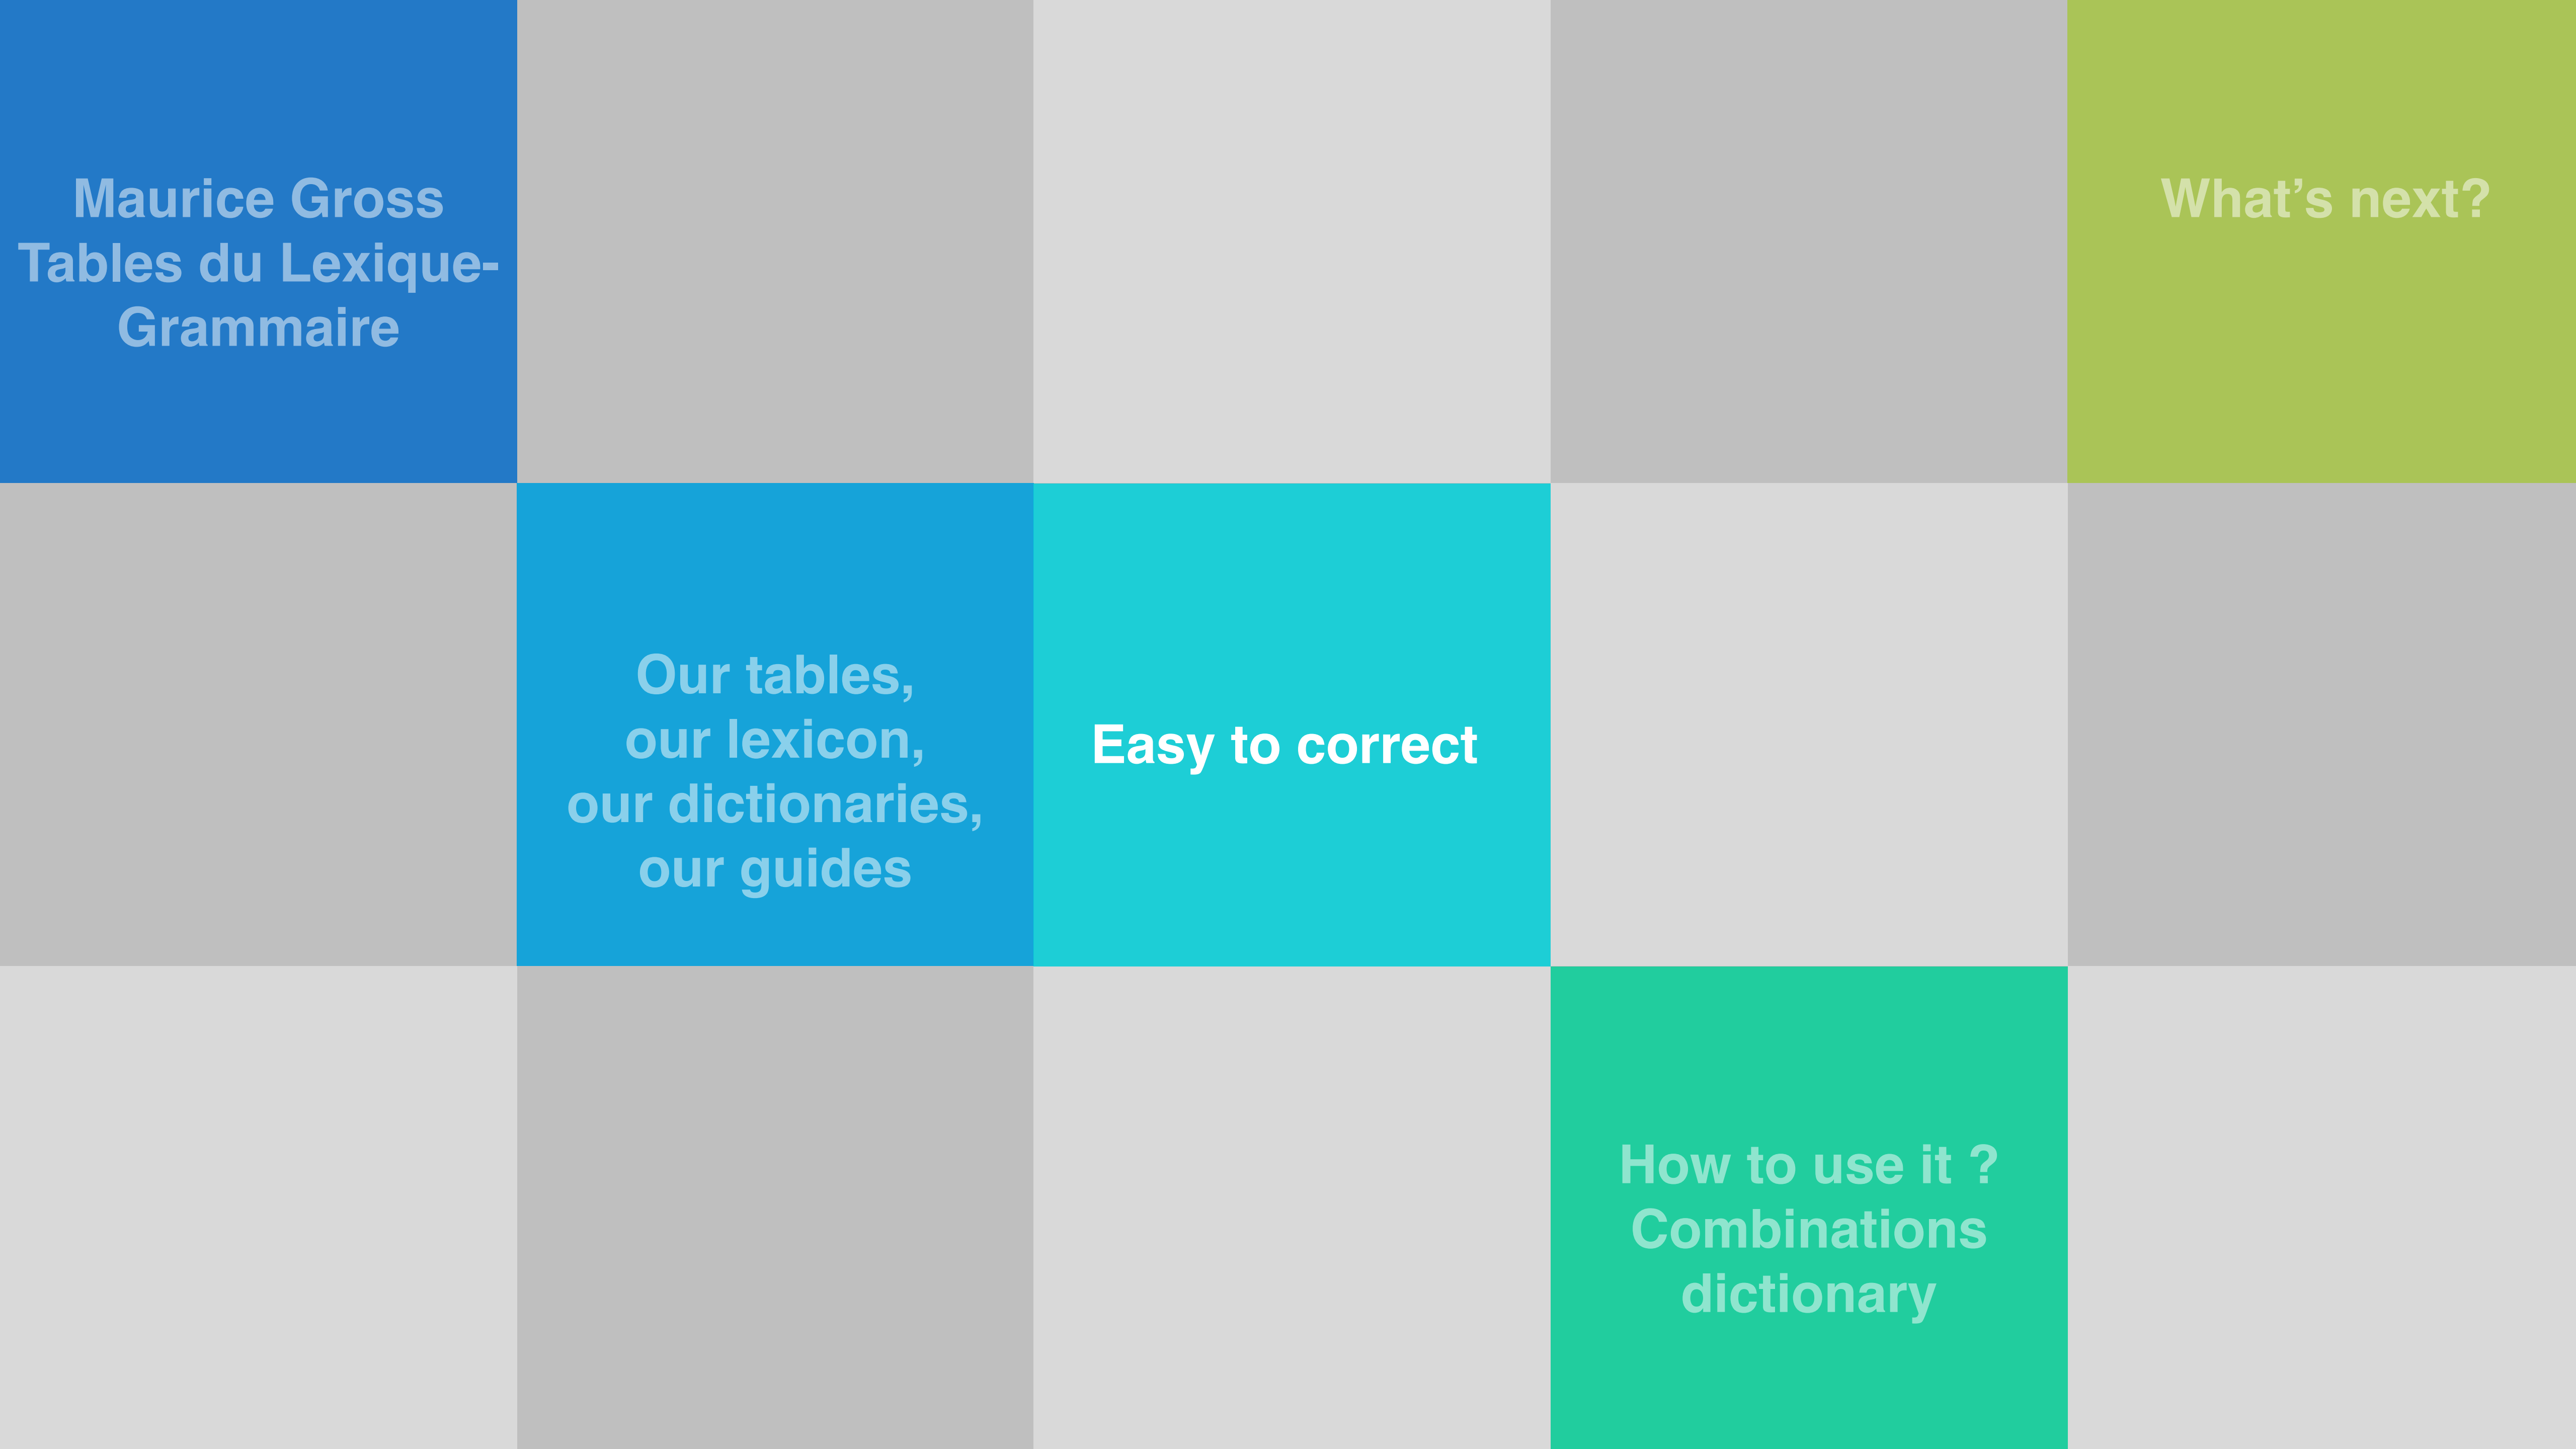 Maurice Gross
Tables du Lexique-
Grammaire
What’s next?
Our tables,
our lexicon,
our dictionaries,
our guides
Easy to correct
How to use it ?
Combinations
dictionary